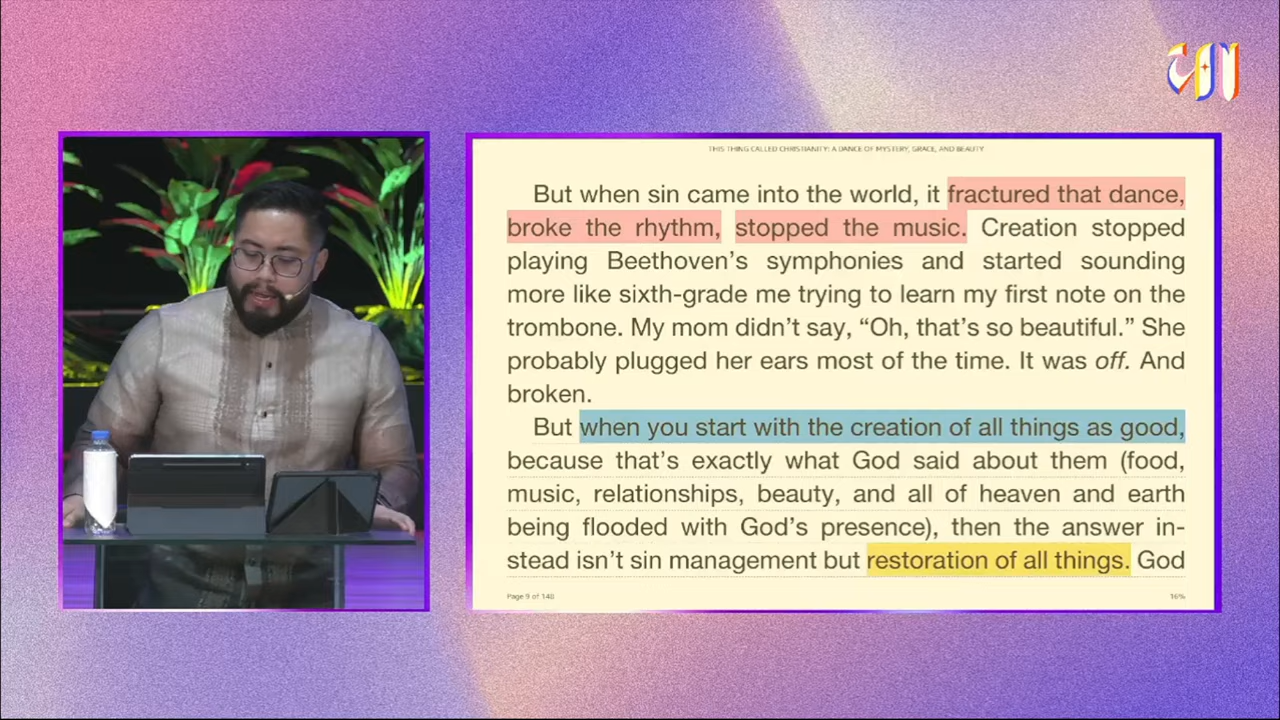 THIS THING CALLED CHRISTIANITY: A DANCE OF MYSTERY, GRACE, AND BEAUTY
But when sin came into the world, it fractured that dance,
broke the rhythm, stopped the music. Creation stopped
playing Beethoven’s symphonies and started sounding
more like sixth-grade me trying to learn my first note on the
trombone. My mom didn’t say, “Oh, that’s so beautiful.” She
probably plugged her ears most of the time. It was off. And
broken.
But when you start with the creation of all things as good,
because that’s exactly what God said about them (food,
music, relationships, beauty, and all of heaven and earth
being flooded with God’s presence), then the answer in-
stead isn’t sin management but restoration of all things. God
Page 9 of 140
16%